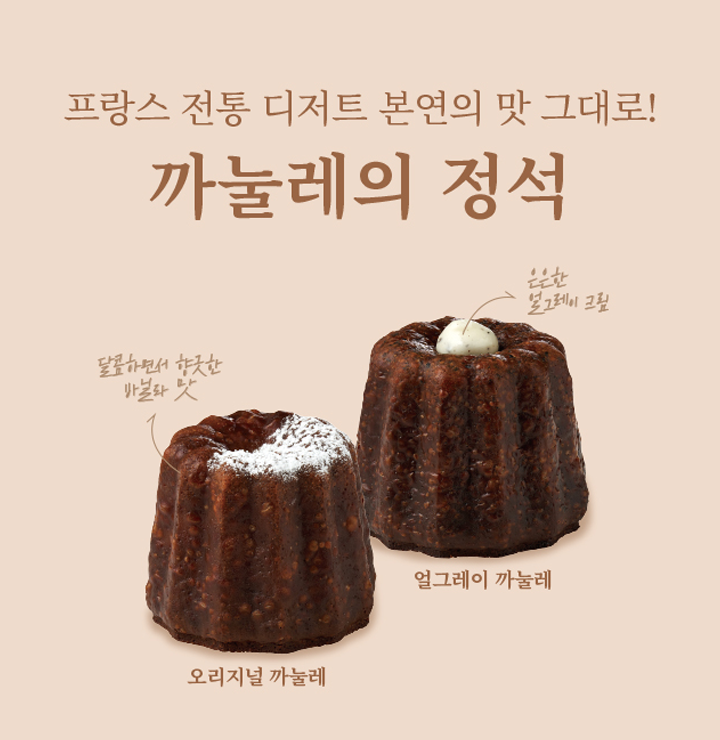 프랑스 전통 디저트 본연의 맛 그대로!
까눌레의 정석
은은한
얼그레이 크림
달콤하면서 향긋한
바닐라 맛
얼그레이 까눌레
오리지널 까눌레